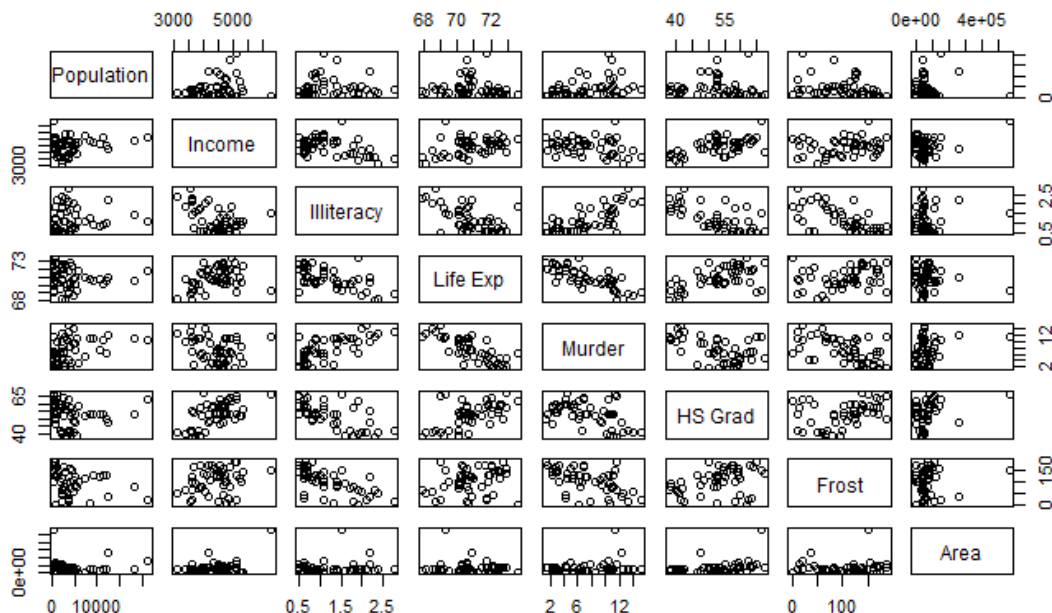 3000 5000 68 70 72 40 55 0e+00 4e+05
Population 0
3000 Income
Illiteracy 0.5 2.5
68 73 Life Exp
Murder 2 12
40 65 HS Grad
Frost 0 150
0e+00 Area
0 10000 0.5 1.5 2.5 2 6 12 0 100